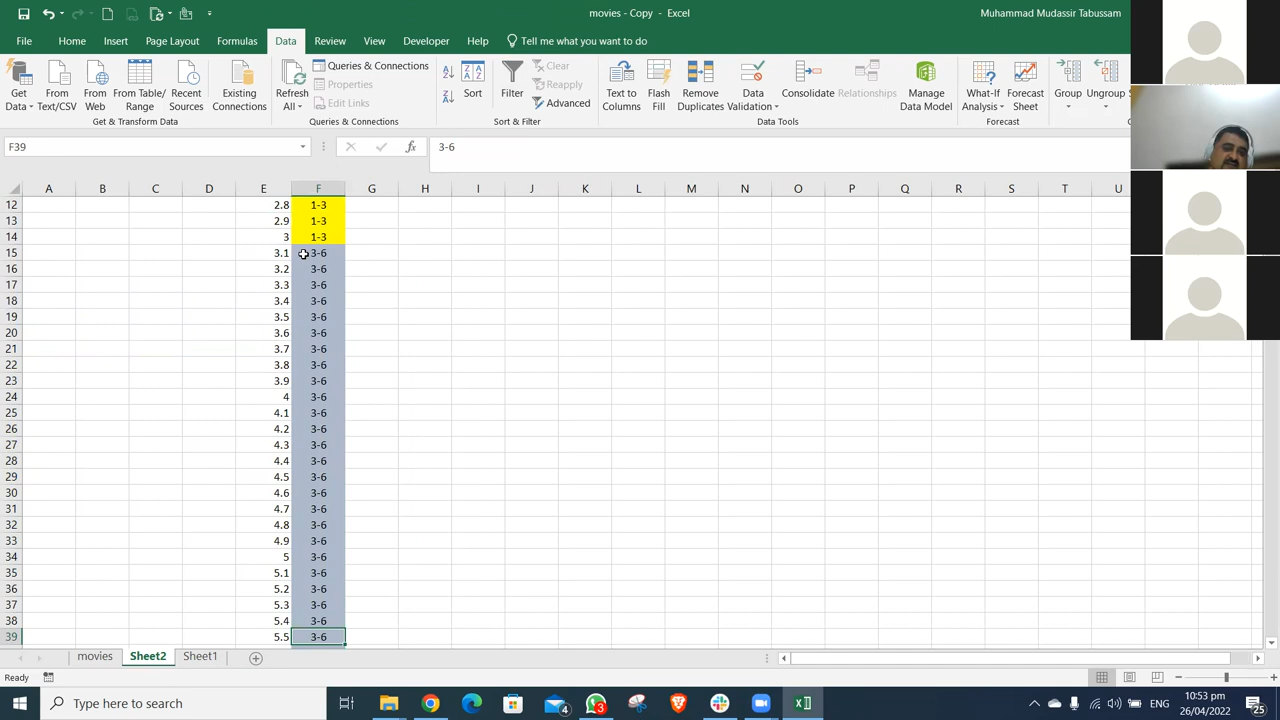 movies - Copy - Excel
Muhammad Mudassir Tabussam
File Home Insert Page Layout Formulas Data Review View Developer Help Tell me what you want to do
Get Data From Text/CSV From Web From Table/ Range Recent Sources Existing Connections
Get & Transform Data
Refresh All Queries & Connections Properties Edit Links
Queries & Connections
Sort Filter Clear Reapply Advanced
Sort & Filter
Text to Columns Flash Fill Remove Duplicates Data Validation Consolidate Relationships Manage Data Model
Data Tools
What-If Analysis Forecast Sheet
Forecast
Group Ungroup
F39
fx
3-6
A B C D E F G H I J K L M N O P Q R S T U
12 2.8 1-3
13 2.9 1-3
14 3 1-3
15 3.1 3-6
16 3.2 3-6
17 3.3 3-6
18 3.4 3-6
19 3.5 3-6
20 3.6 3-6
21 3.7 3-6
22 3.8 3-6
23 3.9 3-6
24 4 3-6
25 4.1 3-6
26 4.2 3-6
27 4.3 3-6
28 4.4 3-6
29 4.5 3-6
30 4.6 3-6
31 4.7 3-6
32 4.8 3-6
33 4.9 3-6
34 5 3-6
35 5.1 3-6
36 5.2 3-6
37 5.3 3-6
38 5.4 3-6
39 5.5 3-6
movies Sheet2 Sheet1
Ready
Type here to search
4
3
10:53 pm
26/04/2022
25